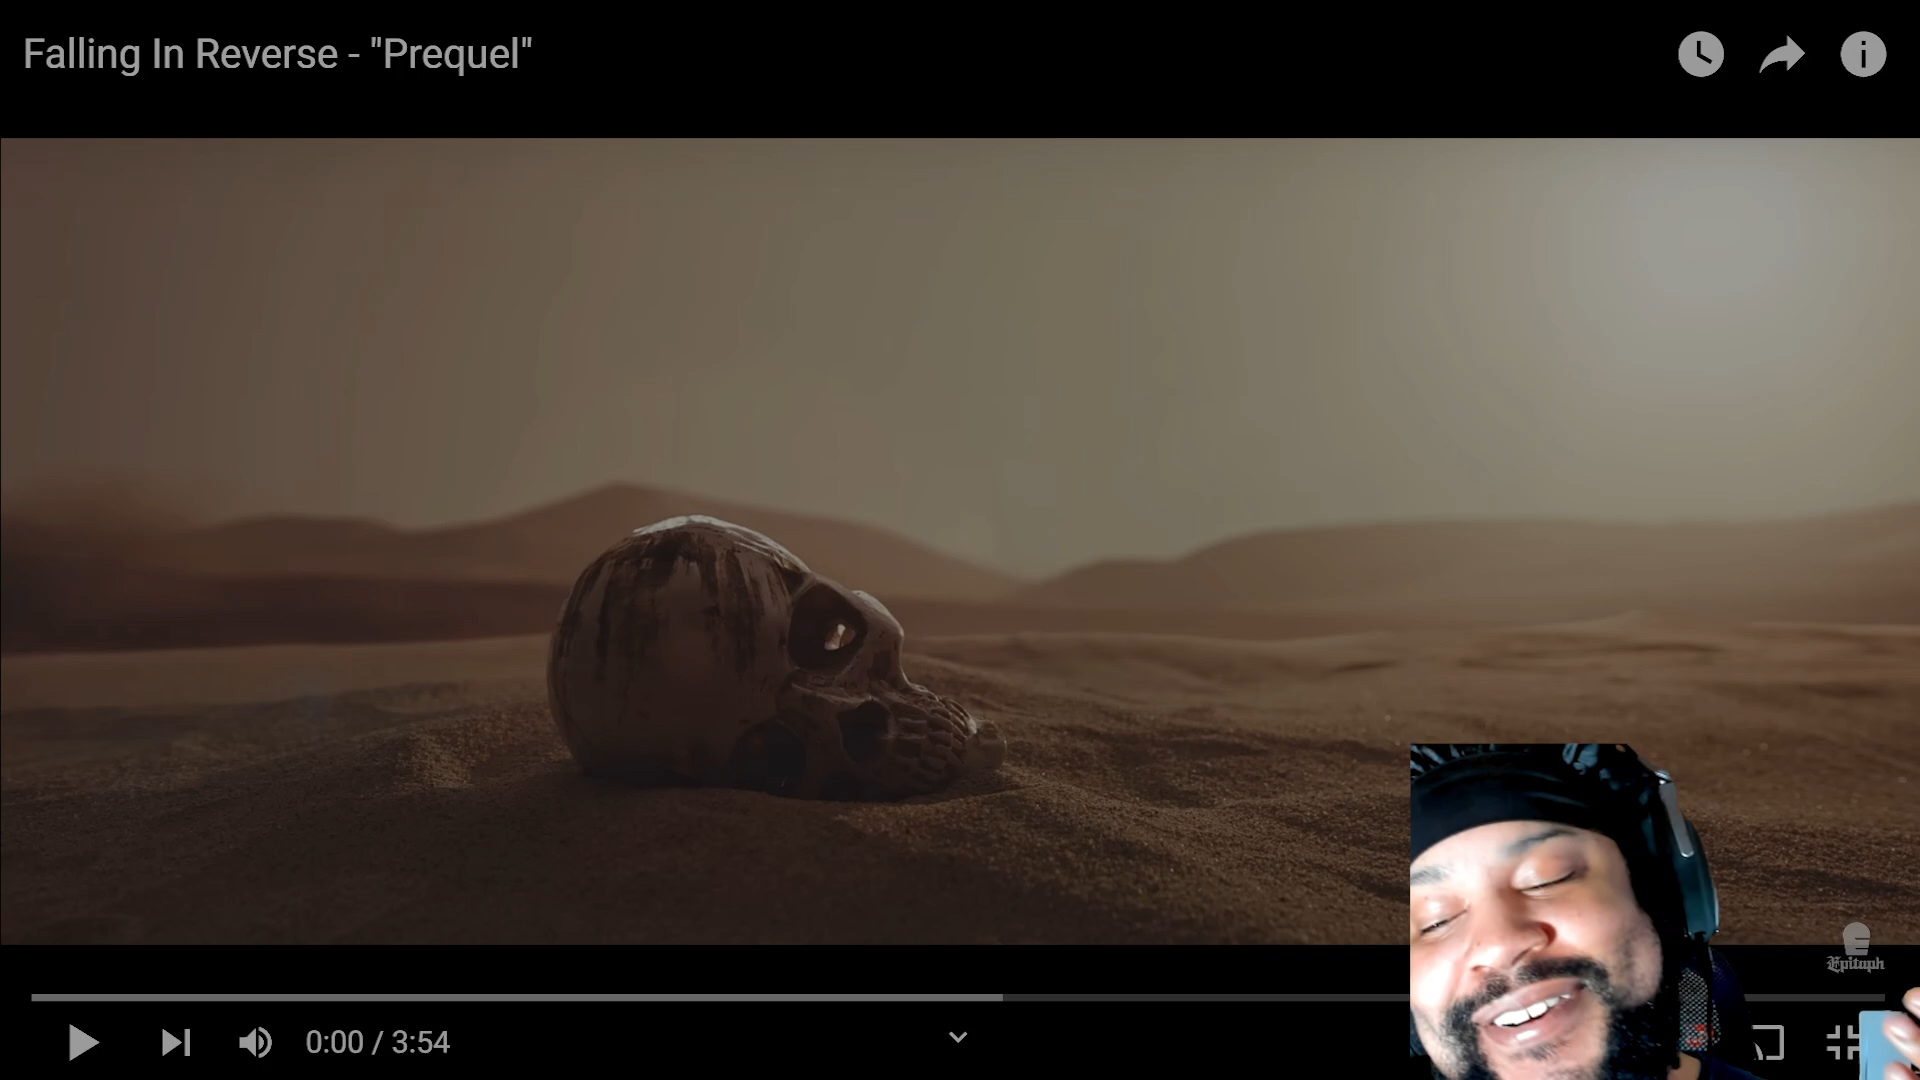 Falling In Reverse - "Prequel"
Epitaph
0:00 / 3:54